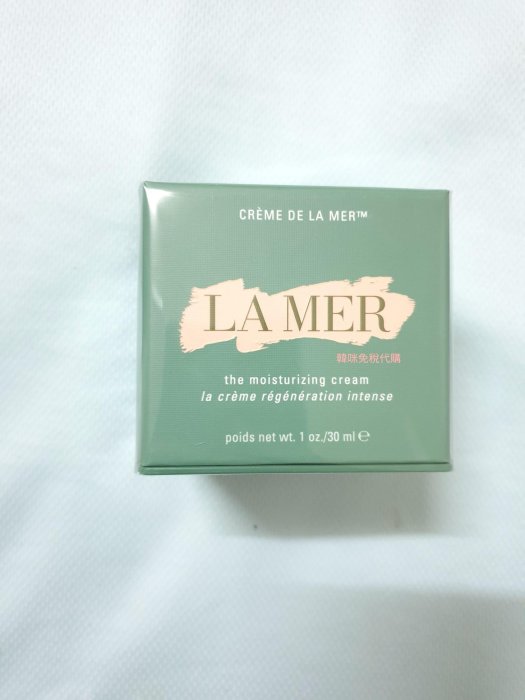 CRÈME DE LA MER™
LA MER
韓咪免稅代購
the moisturizing cream
la crème régénération intense
poids net wt. 1 oz./30 ml ℮